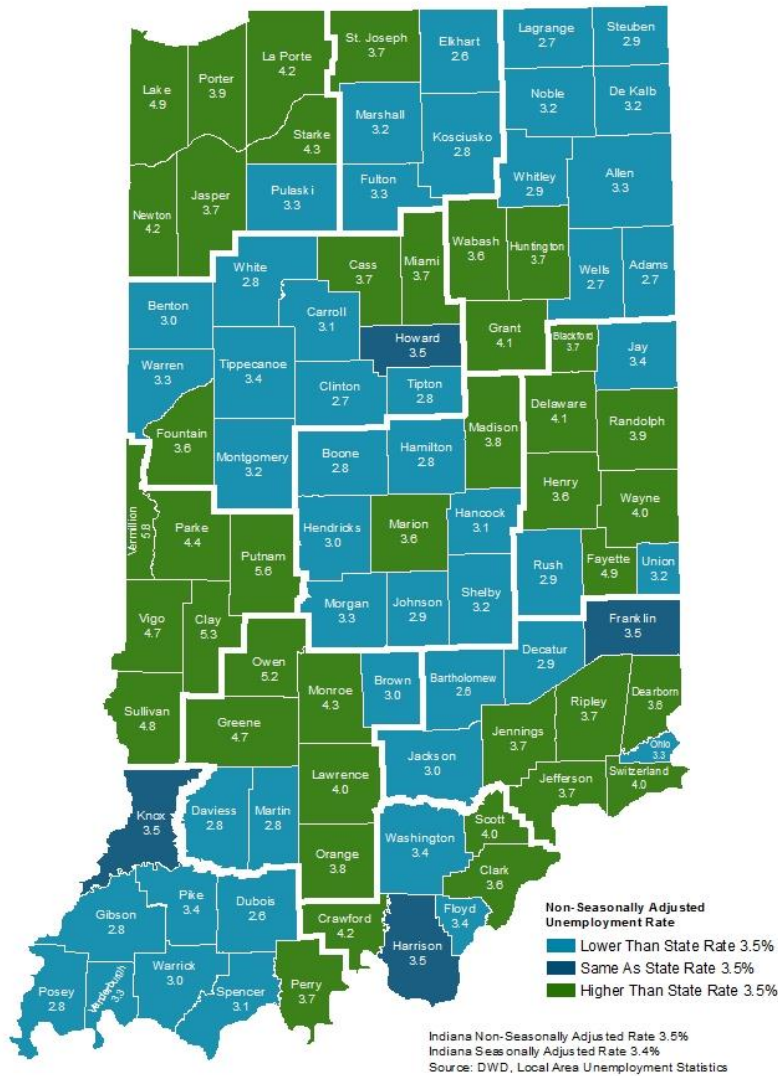 St. Joseph
3.7
Elkhart
2.6
Lagrange
2.7
Steuben
2.9
La Porte
4.2
Porter
3.9
Lake
4.9
Noble
3.2
De Kalb
3.2
Marshall
3.2
Kosciusko
2.8
Starke
4.3
Whitley
2.9
Allen
3.3
Newton
4.2
Jasper
3.7
Pulaski
3.3
Fulton
3.3
Wabash
3.6
Huntington
3.7
White
2.8
Cass
3.7
Miami
3.7
Wells
2.7
Adams
2.7
Benton
3.0
Carroll
3.1
Howard
3.5
Grant
4.1
Blackford
3.7
Jay
3.4
Warren
3.3
Tippecanoe
3.4
Clinton
2.7
Tipton
2.8
Delaware
4.1
Randolph
3.9
Fountain
3.6
Montgomery
3.2
Boone
2.8
Hamilton
2.8
Madison
3.8
Henry
3.6
Wayne
4.0
Vermillion
5.8
Parke
4.4
Putnam
5.6
Hendricks
3.0
Marion
3.6
Hancock
3.1
Rush
2.9
Fayette
4.9
Union
3.2
Vigo
4.7
Clay
5.3
Morgan
3.3
Johnson
2.9
Shelby
3.2
Franklin
3.5
Owen
5.2
Monroe
4.3
Brown
3.0
Bartholomew
2.6
Decatur
2.9
Sullivan
4.8
Greene
4.7
Jennings
3.7
Ripley
3.7
Dearborn
3.6
Ohio
3.3
Jackson
3.0
Lawrence
4.0
Jefferson
3.7
Switzerland
4.0
Knox
3.5
Daviess
2.8
Martin
2.8
Orange
3.8
Washington
3.4
Scott
4.0
Clark
3.6
Gibson
2.8
Pike
3.4
Dubois
2.6
Crawford
4.2
Harrison
3.5
Floyd
3.4
Posey
2.8
Vanderburgh
3.3
Warrick
3.0
Spencer
3.1
Perry
3.7
Non-Seasonally Adjusted
Unemployment Rate
Lower Than State Rate 3.5%
Same As State Rate 3.5%
Higher Than State Rate 3.5%
Indiana Non-Seasonally Adjusted Rate 3.5%
Indiana Seasonally Adjusted Rate 3.4%
Source: DWD, Local Area Unemployment Statistics